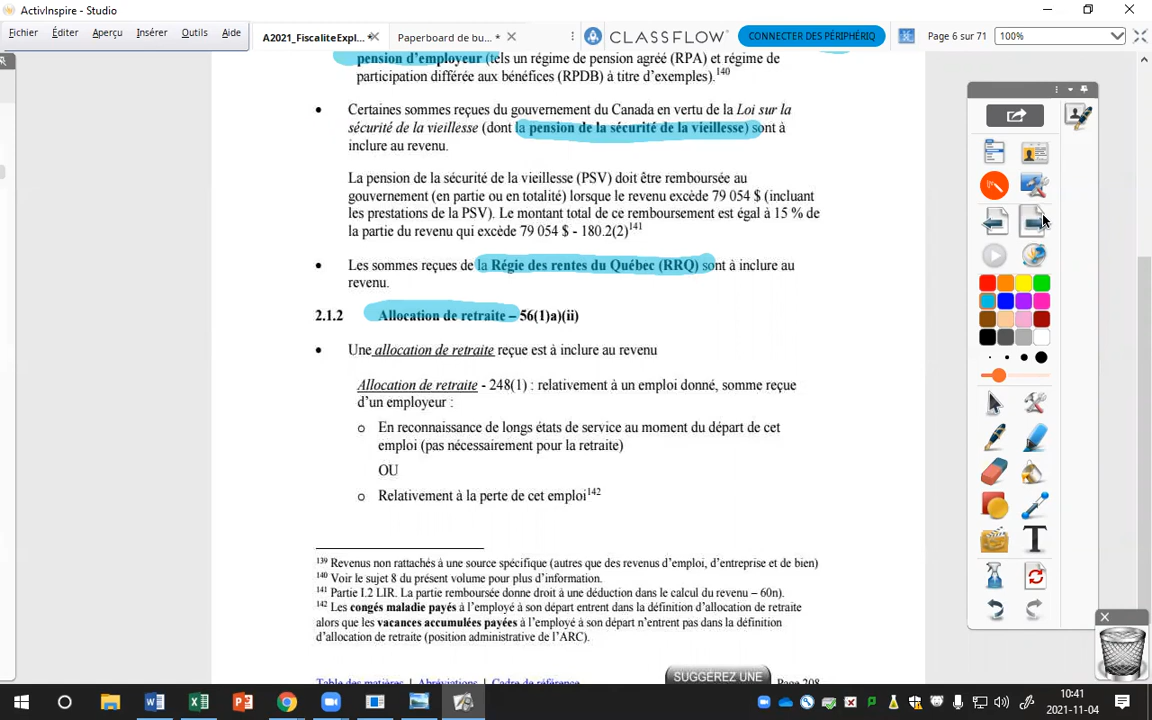 ActivInspire - Studio
Fichier Éditer Aperçu Insérer Outils Aide
A2021_FiscaliteExpl...* Paperboard de bu... *
CLASSFLOW CONNECTER DES PÉRIPHÉRIQ
Page 6 sur 71 100%
pension d'employeur (tels un régime de pension agréé (RPA) et régime de
participation différée aux bénéfices (RPDB) à titre d'exemples).140
• Certaines sommes reçues du gouvernement du Canada en vertu de la Loi sur la
sécurité de la vieillesse (dont la pension de la sécurité de la vieillesse) sont à
inclure au revenu.
La pension de la sécurité de la vieillesse (PSV) doit être remboursée au
gouvernement (en partie ou en totalité) lorsque le revenu excède 79 054 $ (incluant
les prestations de la PSV). Le montant total de ce remboursement est égal à 15 % de
la partie du revenu qui excède 79 054 $ - 180.2(2)141
• Les sommes reçues de la Régie des rentes du Québec (RRQ) sont à inclure au
revenu.
2.1.2 Allocation de retraite – 56(1)a)(ii)
• Une allocation de retraite reçue est à inclure au revenu
Allocation de retraite - 248(1) : relativement à un emploi donné, somme reçue
d'un employeur :
o En reconnaissance de longs états de service au moment du départ de cet
emploi (pas nécessairement pour la retraite)
OU
o Relativement à la perte de cet emploi142
139 Revenus non rattachés à une source spécifique (autres que des revenus d'emploi, d'entreprise et de bien)
140 Voir le sujet 8 du présent volume pour plus d'information.
141 Partie I.2 LIR. La partie remboursée donne droit à une déduction dans le calcul du revenu – 60n).
142 Les congés maladie payés à l'employé à son départ entrent dans la définition d'allocation de retraite
alors que les vacances accumulées payées à l'employé à son départ n'entrent pas dans la définition
d'allocation de retraite (position administrative de l'ARC).
Table des matières | Abréviations | Cadre de référence
SUGGÉREZ UNE
Page 208
10:41
2021-11-04